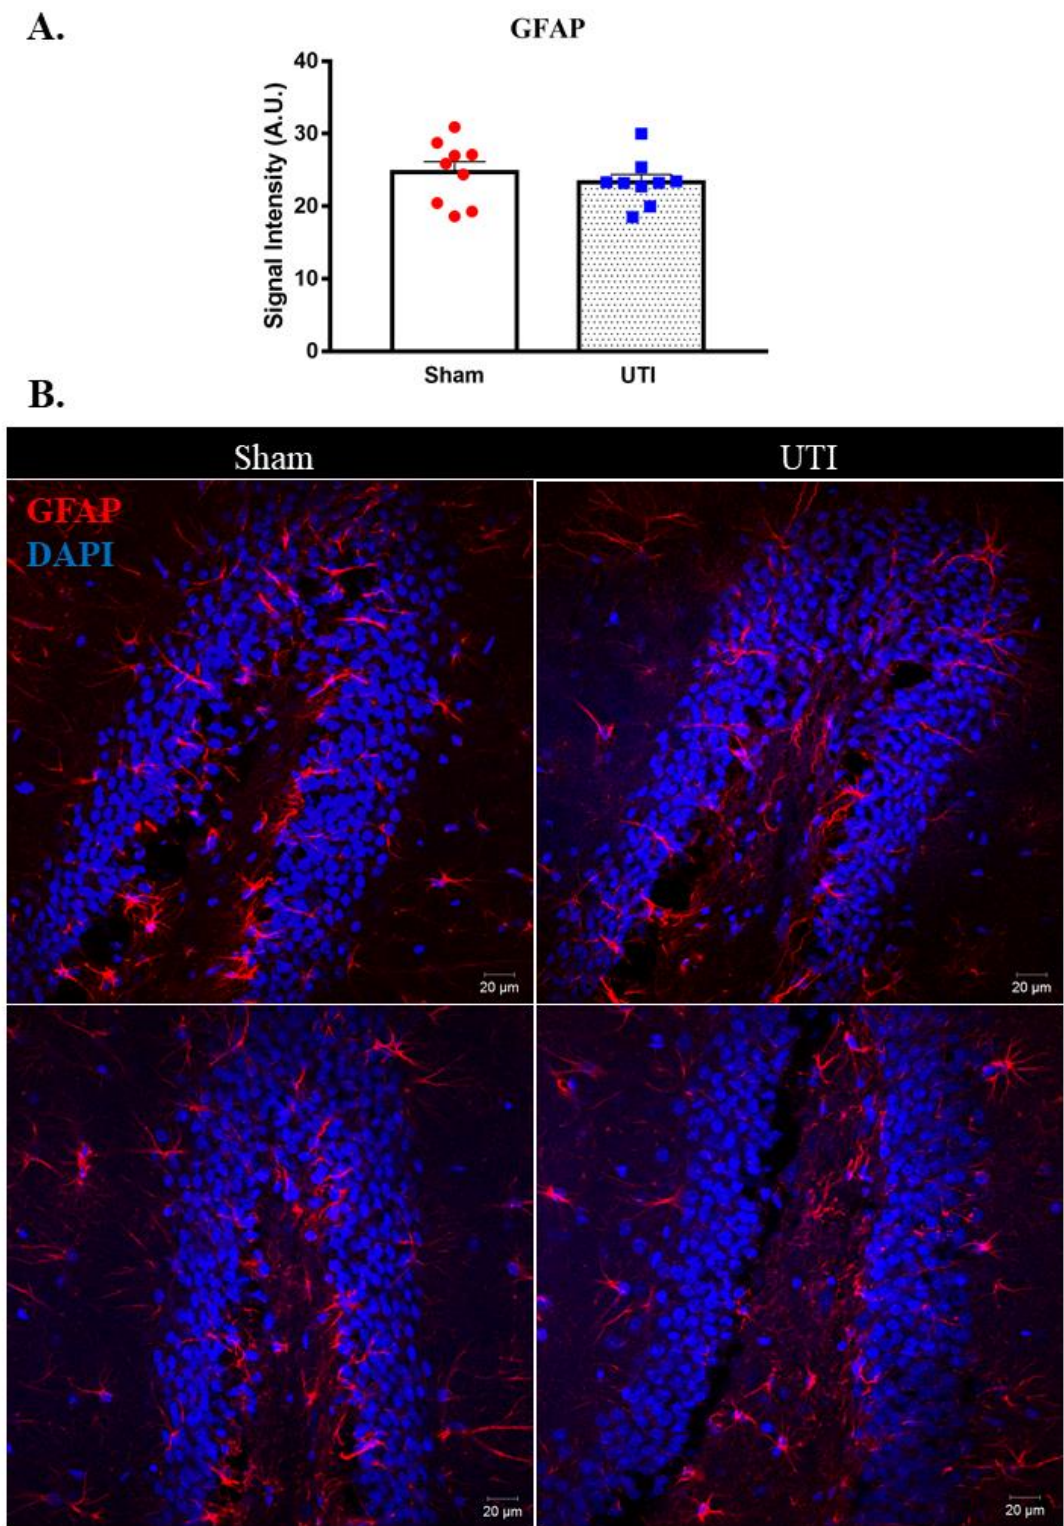 A.
GFAP
Signal Intensity (A.U.)
40
30
20
10
0
Sham
UTI
B.
Sham
UTI
GFAP
DAPI
20 µm
20 µm
20 µm
20 µm